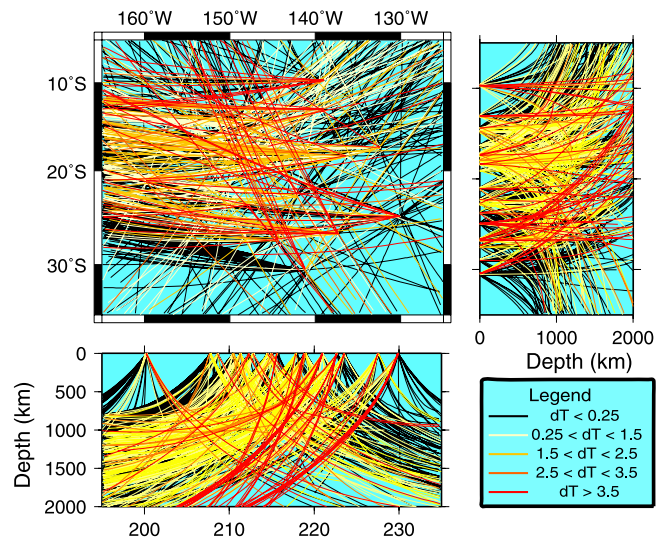 160˚W 150˚W 140˚W 130˚W
10˚S
20˚S
30˚S
0 1000 2000
Depth (km)
0
500
1000
1500
2000
Depth (km)
200 210 220 230
Legend
dT < 0.25
0.25 < dT < 1.5
1.5 < dT < 2.5
2.5 < dT < 3.5
dT > 3.5